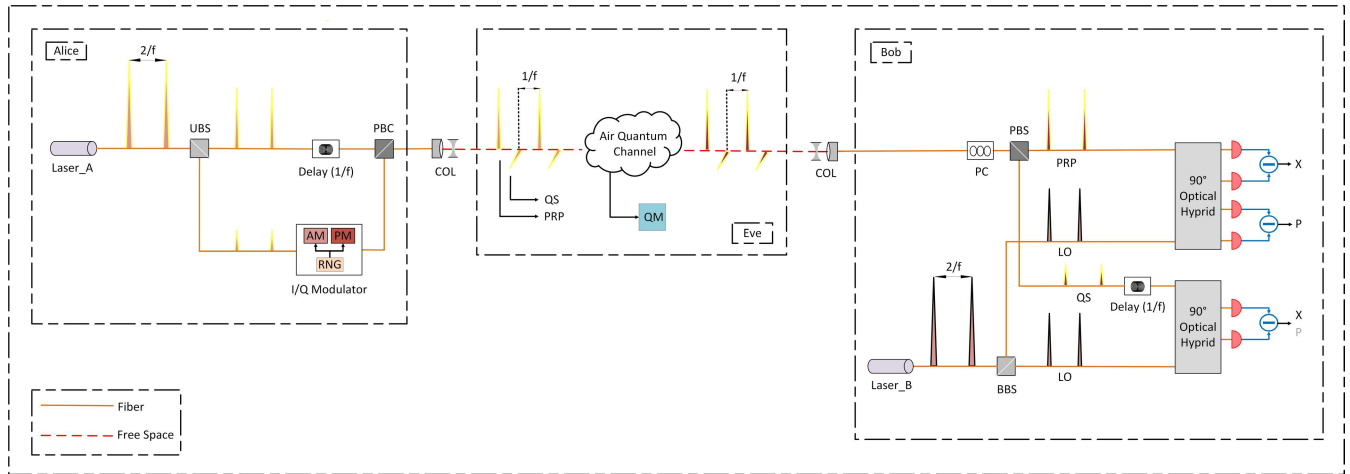 Alice
2/f
Laser_A
UBS
Delay (1/f)
PBC
AM
PM
RNG
I/Q Modulator
COL
1/f
1/f
Air Quantum
Channel
QS
PRP
QM
Eve
COL
Bob
PC
PBS
PRP
LO
90°
Optical
Hyprid
X
P
2/f
QS
Delay (1/f)
Laser_B
BBS
LO
90°
Optical
Hyprid
X
P
Fiber
Free Space